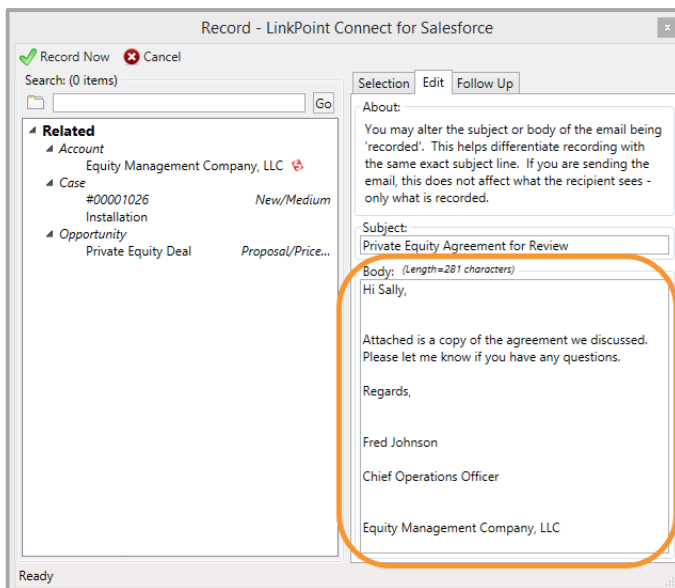 Record - LinkPoint Connect for Salesforce
x
Record Now Cancel
Search: (0 items)
Go
Related
Account
Equity Management Company, LLC
Case
#00001026 New/Medium
Installation
Opportunity
Private Equity Deal Proposal/Price...
Selection Edit Follow Up
About:
You may alter the subject or body of the email being
'recorded'. This helps differentiate recording with
the same exact subject line. If you are sending the
email, this does not affect what the recipient sees -
only what is recorded.
Subject:
Private Equity Agreement for Review
Body: (Length=281 characters)
Hi Sally,
Attached is a copy of the agreement we discussed.
Please let me know if you have any questions.
Regards,
Fred Johnson
Chief Operations Officer
Equity Management Company, LLC
Ready